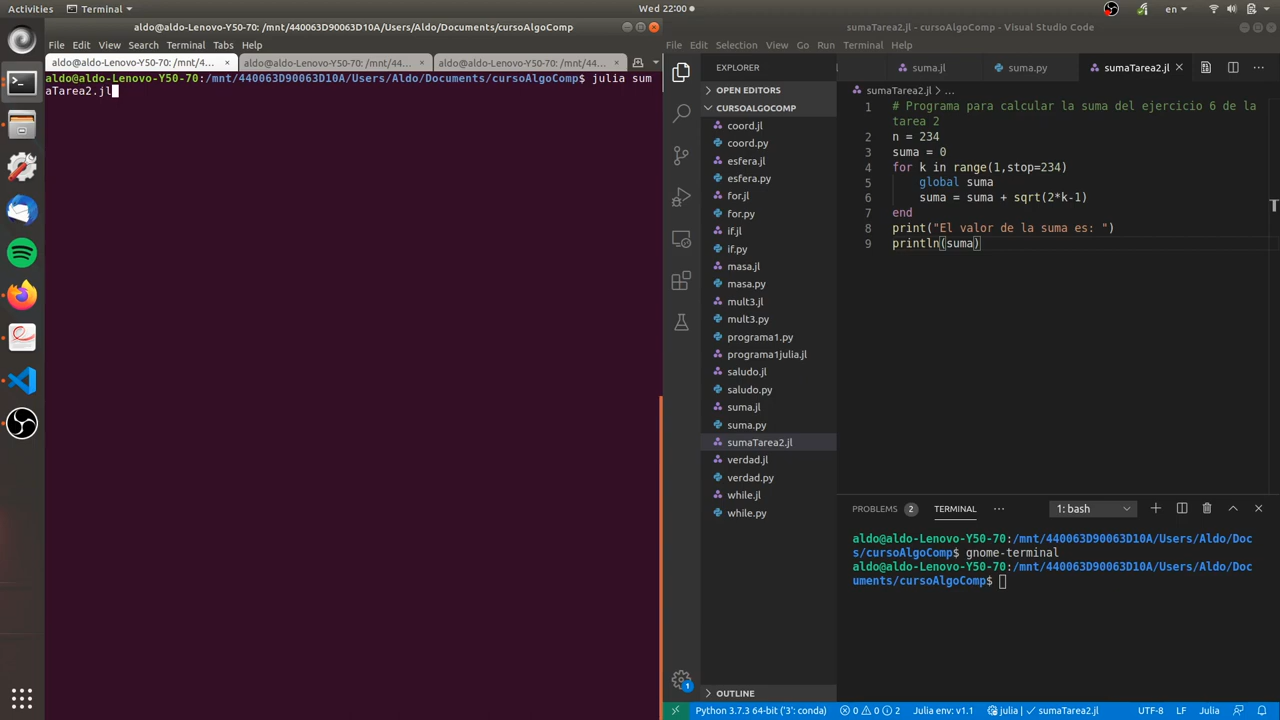 Activities
Terminal
Wed 22:00
en
aldo@aldo-Lenovo-Y50-70: /mnt/440063D90063D10A/Users/Aldo/Documents/cursoAlgoComp
File Edit View Search Terminal Tabs Help
aldo@aldo-Lenovo-Y50-70: /mnt/4...
aldo@aldo-Lenovo-Y50-70: /mnt/44...
aldo@aldo-Lenovo-Y50-70: /mnt/44...
aldo@aldo-Lenovo-Y50-70:/mnt/440063D90063D10A/Users/Aldo/Documents/cursoAlgoComp$ julia sum
aTarea2.jl
sumaTarea2.jl - cursoAlgoComp - Visual Studio Code
File Edit Selection View Go Run Terminal Help
EXPLORER
OPEN EDITORS
CURSOALGOCOMP
coord.jl
coord.py
esfera.jl
esfera.py
for.jl
for.py
if.jl
if.py
masa.jl
masa.py
mult3.jl
mult3.py
programa1.py
programa1julia.jl
saludo.jl
saludo.py
suma.jl
suma.py
sumaTarea2.jl
verdad.jl
verdad.py
while.jl
while.py
OUTLINE
suma.jl
suma.py
sumaTarea2.jl
sumaTarea2.jl > ...
1 # Programa para calcular la suma del ejercicio 6 de la
tarea 2
2 n = 234
3 suma = 0
4 for k in range(1,stop=234)
5 global suma
6 suma = suma + sqrt(2*k-1)
7 end
8 print("El valor de la suma es: ")
9 println(suma)
PROBLEMS 2 TERMINAL ... 1: bash
aldo@aldo-Lenovo-Y50-70:/mnt/440063D90063D10A/Users/Aldo/Doc
s/cursoAlgoComp$ gnome-terminal
aldo@aldo-Lenovo-Y50-70:/mnt/440063D90063D10A/Users/Aldo/Doc
uments/cursoAlgoComp$
1
Python 3.7.3 64-bit ('3': conda) 0 0 2 Julia env: v1.1 julia | ✓ sumaTarea2.jl UTF-8 LF Julia